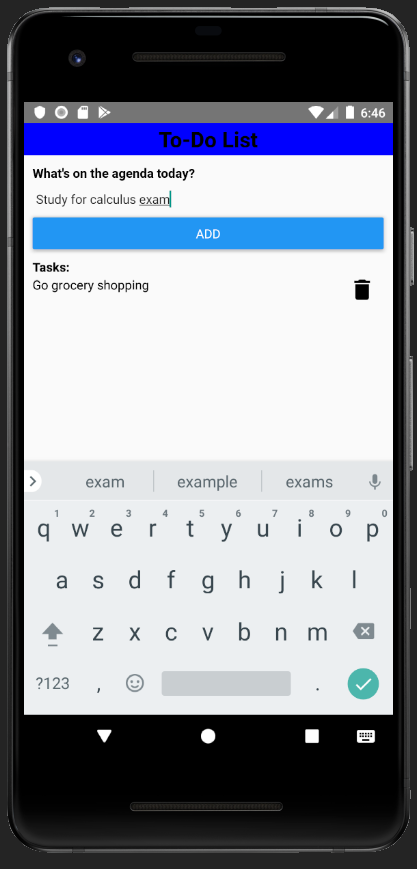 6:46
To-Do List
What's on the agenda today?
Study for calculus exam
ADD
Tasks:
Go grocery shopping
exam example exams
1 2 3 4 5 6 7 8 9 0
q w e r t y u i o p
a s d f g h j k l
z x c v b n m
?123 , .